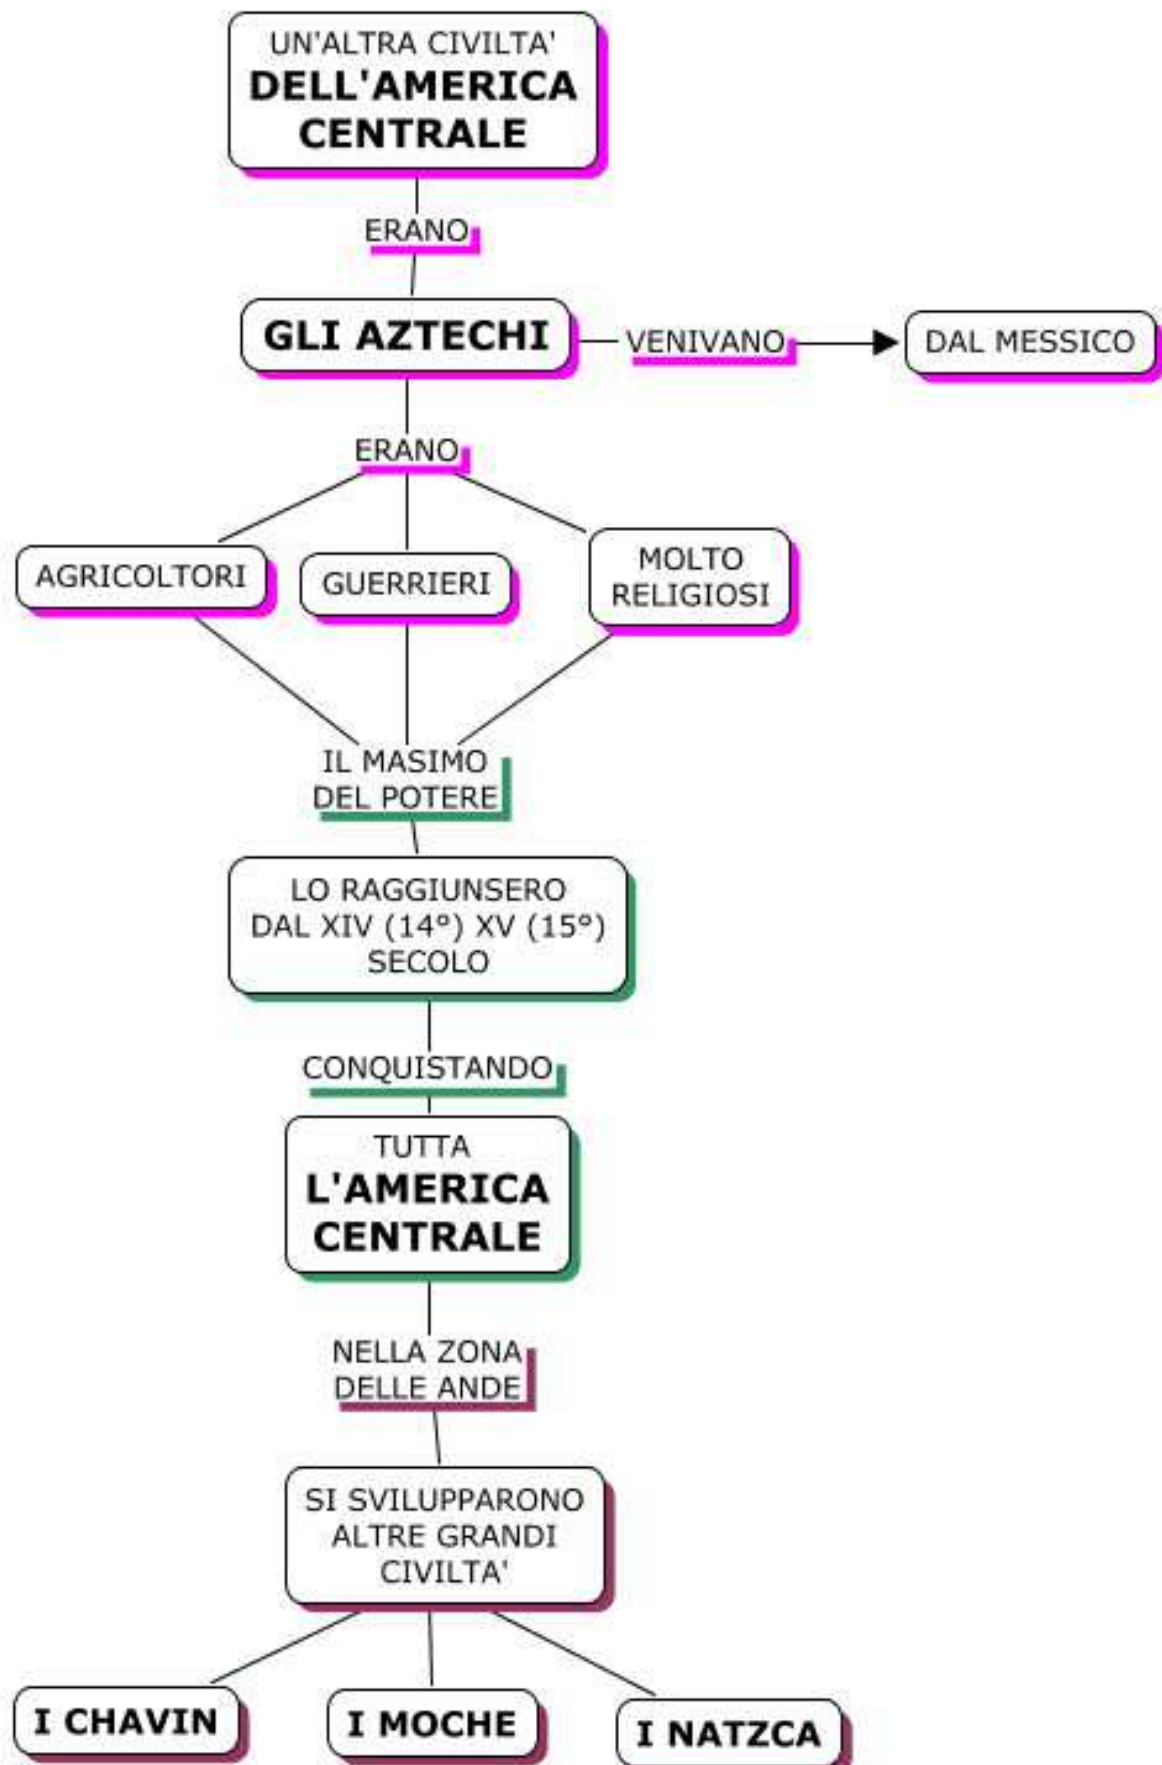 UN'ALTRA CIVILTA'
DELL'AMERICA
CENTRALE
ERANO
GLI AZTECHI
VENIVANO
DAL MESSICO
ERANO
AGRICOLTORI
GUERRIERI
MOLTO
RELIGIOSI
IL MASIMO
DEL POTERE
LO RAGGIUNSERO
DAL XIV (14°) XV (15°)
SECOLO
CONQUISTANDO
TUTTA
L'AMERICA
CENTRALE
NELLA ZONA
DELLE ANDE
SI SVILUPPARONO
ALTRE GRANDI
CIVILTA'
I CHAVIN
I MOCHE
I NATZCA